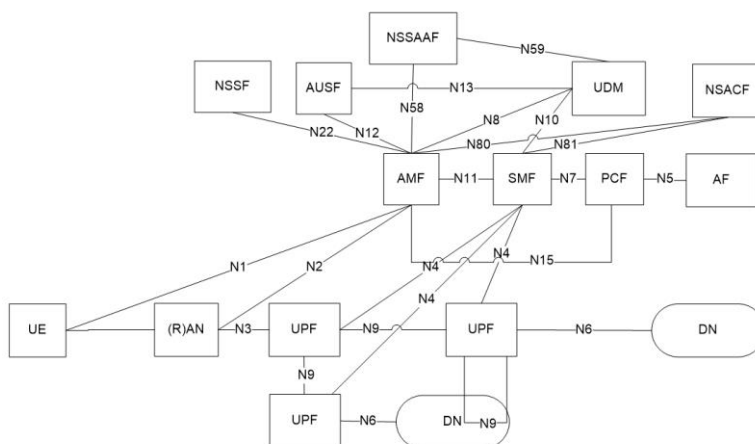 NSSAAF
N59
NSSF
AUSF
N13
UDM
NSACF
N58
N22
N12
N8
N10
N80
N81
AMF
N11
SMF
N7
PCF
N5
AF
N1
N2
N4
N4
N4
N15
UE
(R)AN
N3
UPF
N9
UPF
N6
DN
N9
UPF
N6
DN
N9